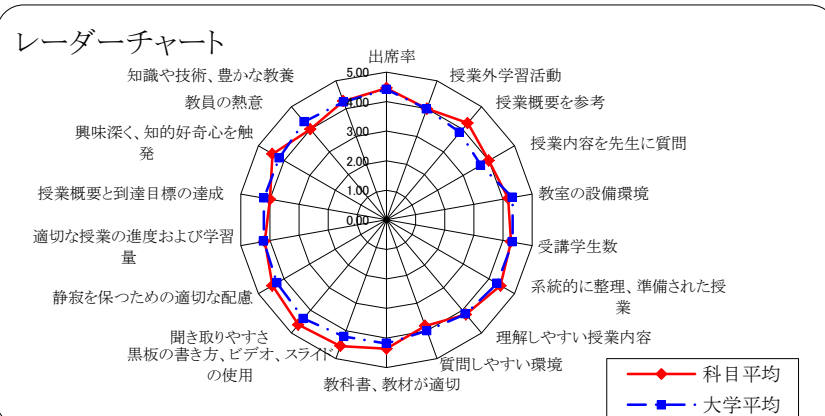 レーダーチャート
出席率
授業外学習活動
授業概要を参考
授業内容を先生に質問
教室の設備環境
受講学生数
系統的に整理、準備された授
業
理解しやすい授業内容
質問しやすい環境
教科書、教材が適切
黒板の書き方、ビデオ、スライド
の使用
聞き取りやすさ
静寂を保つための適切な配慮
適切な授業の進度および学習
量
授業概要と到達目標の達成
興味深く、知的好奇心を触
発
教員の熱意
知識や技術、豊かな教養
5.00
4.00
3.00
2.00
1.00
0.00
科目平均
大学平均